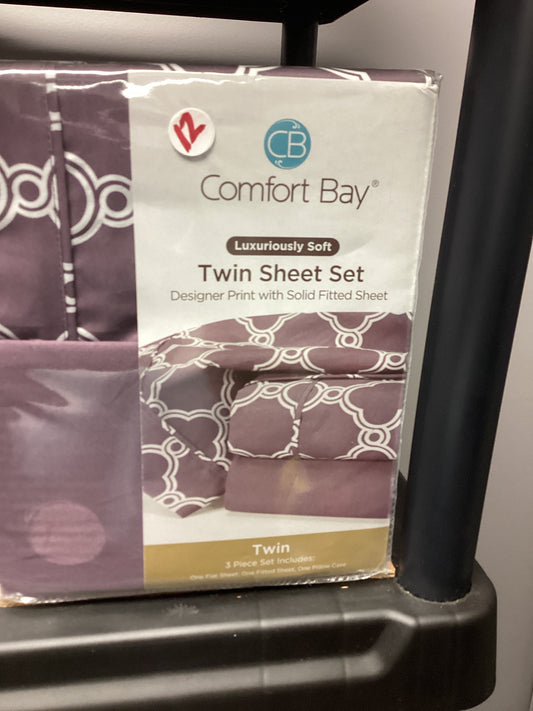 12
CB
Comfort Bay®
Luxuriously Soft
Twin Sheet Set
Designer Print with Solid Fitted Sheet
Twin
3 Piece Set Includes:
One Flat Sheet, One Fitted Sheet, One Pillow Case